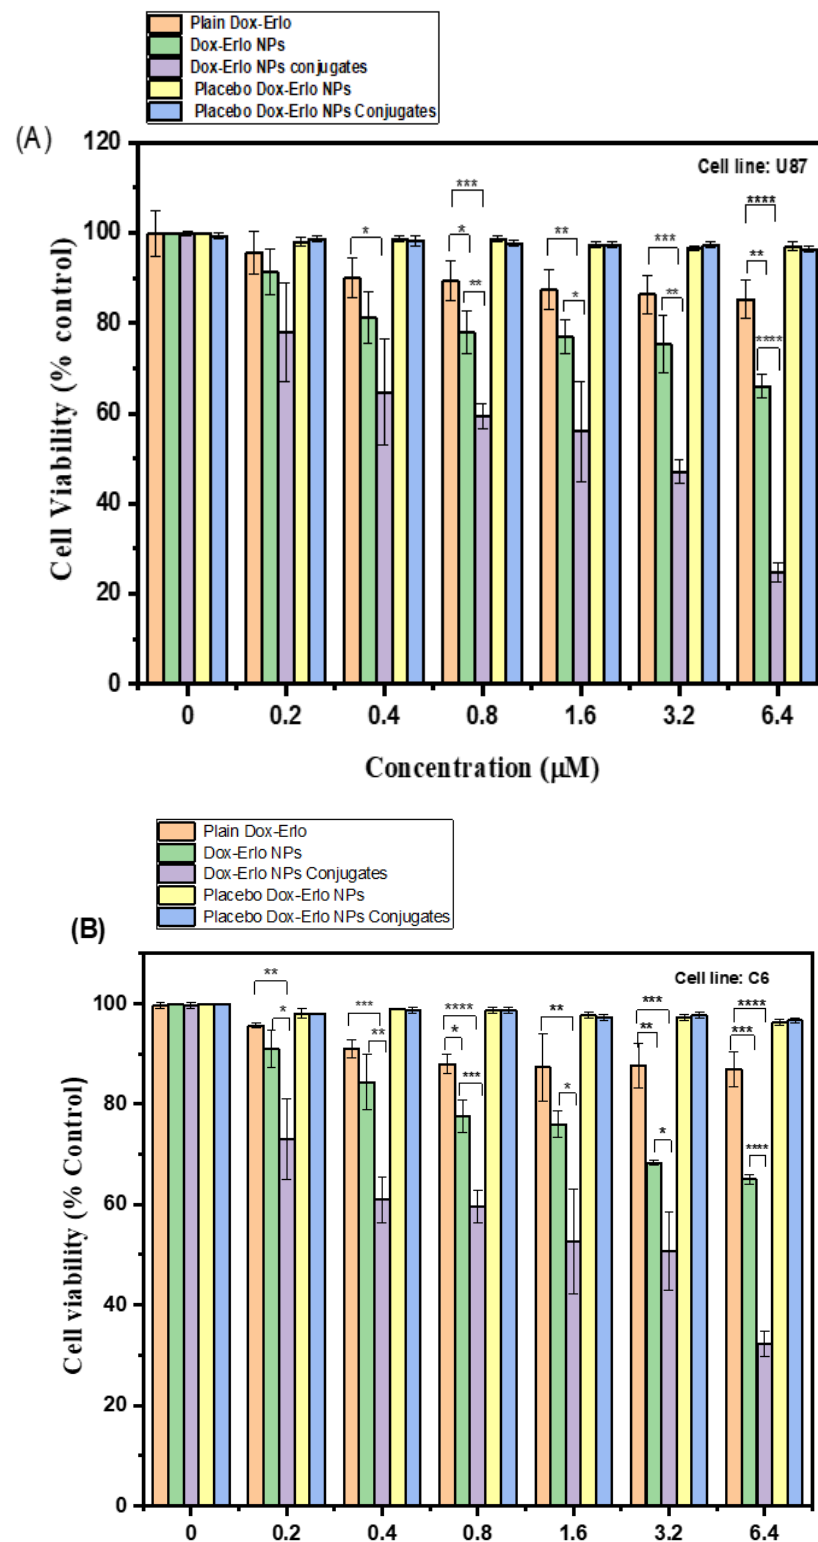 Plain Dox-Erlo
Dox-Erlo NPs
Dox-Erlo NPs conjugates
Placebo Dox-Erlo NPs
Placebo Dox-Erlo NPs Conjugates
(A)
Cell line: U87
120
100
80
60
40
20
0
Cell Viability (% control)
*
***
*
**
**
*
***
**
****
**
****
0 0.2 0.4 0.8 1.6 3.2 6.4
Concentration (μM)
Plain Dox-Erlo
Dox-Erlo NPs
Dox-Erlo NPs Conjugates
Placebo Dox-Erlo NPs
Placebo Dox-Erlo NPs Conjugates
(B)
Cell line: C6
100
80
60
40
20
0
Cell viability (% Control)
**
*
***
**
****
*
***
**
*
***
**
*
****
***
****
0 0.2 0.4 0.8 1.6 3.2 6.4